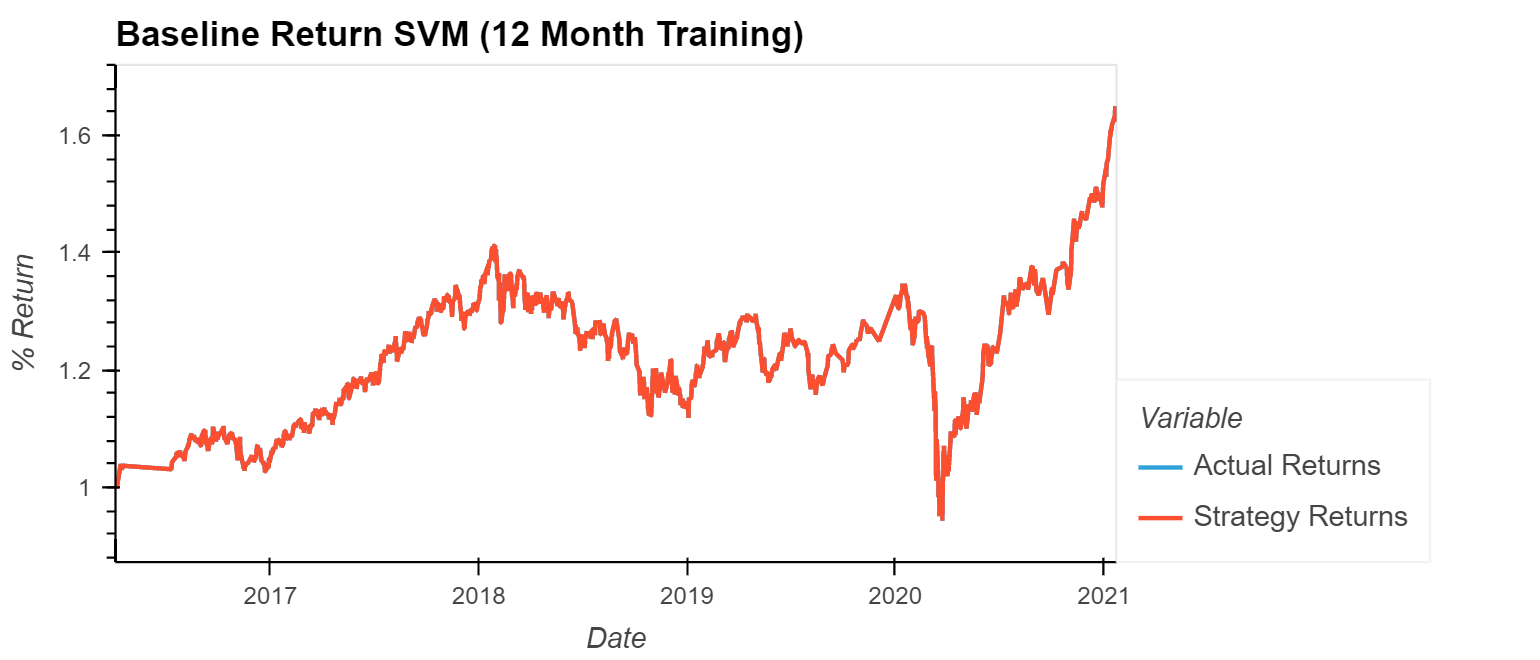 Baseline Return SVM (12 Month Training)
% Return
1.6
1.4
1.2
1
2017 2018 2019 2020 2021
Date
Variable
Actual Returns
Strategy Returns